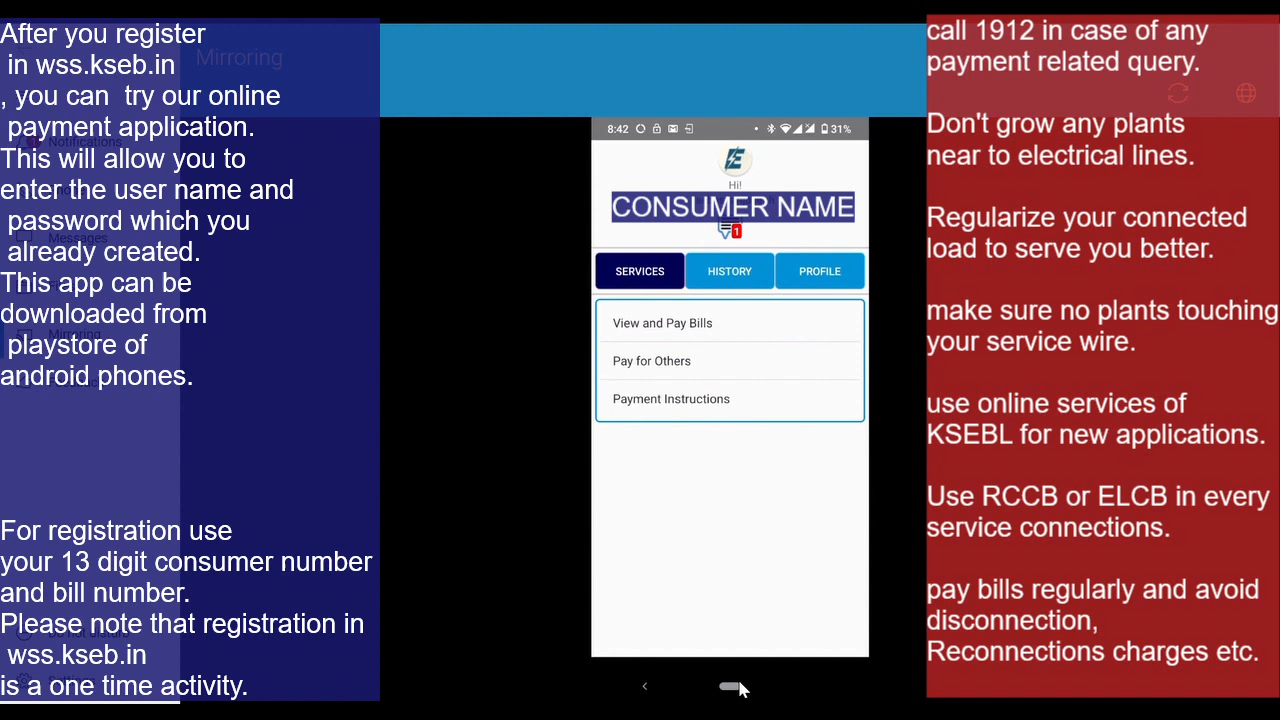 After you register
in wss.kseb.in
, you can  try our online
payment application.
This will allow you to
enter the user name and
password which you
already created.
This app can be
downloaded from
playstore of
android phones.
For registration use
your 13 digit consumer number
and bill number.
Please note that registration in
wss.kseb.in
is a one time activity.
Mirroring
Notifications
Messages
Mirroring
Do not disturb
8:42
31%
E
Hi!
CONSUMER NAME
1
SERVICES
HISTORY
PROFILE
View and Pay Bills
Pay for Others
Payment Instructions
call 1912 in case of any
payment related query.
Don't grow any plants
near to electrical lines.
Regularize your connected
load to serve you better.
make sure no plants touching
your service wire.
use online services of
KSEBL for new applications.
Use RCCB or ELCB in every
service connections.
pay bills regularly and avoid
disconnection,
Reconnections charges etc.